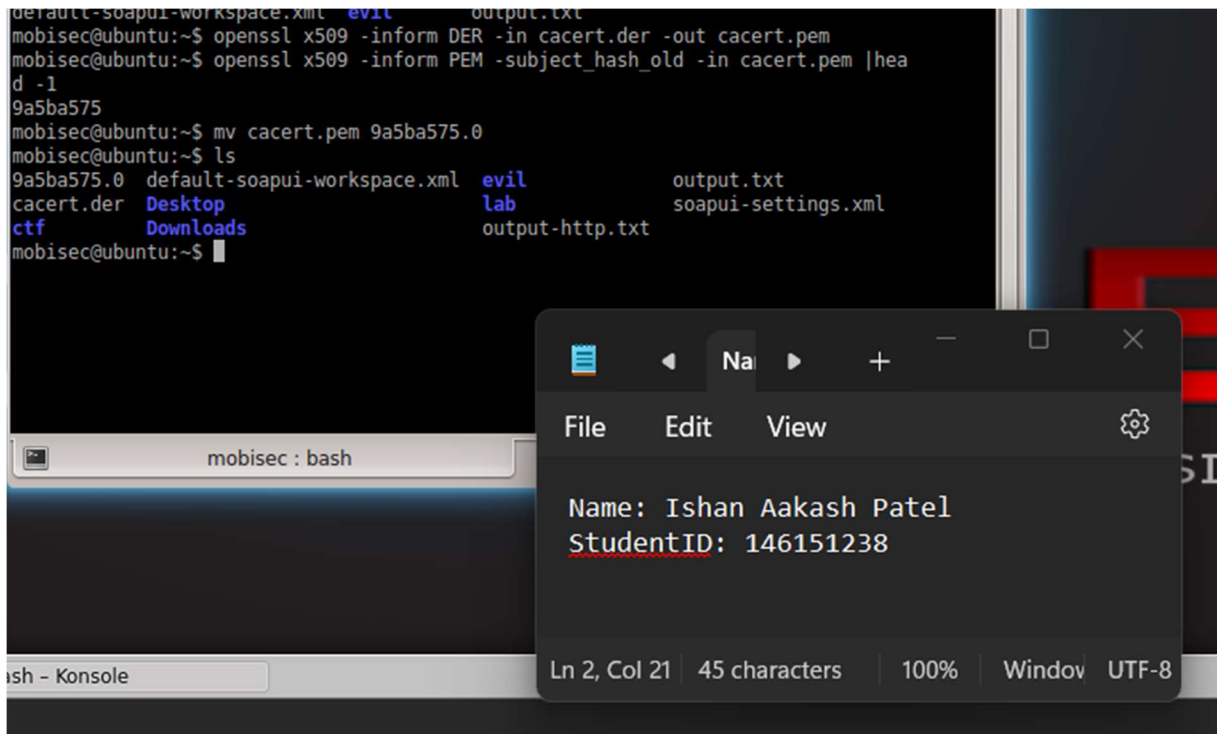 default-soapui-workspace.xml evil output.txt
mobisec@ubuntu:~$ openssl x509 -inform DER -in cacert.der -out cacert.pem
mobisec@ubuntu:~$ openssl x509 -inform PEM -subject_hash_old -in cacert.pem |hea
d -1
9a5ba575
mobisec@ubuntu:~$ mv cacert.pem 9a5ba575.0
mobisec@ubuntu:~$ ls
9a5ba575.0 default-soapui-workspace.xml evil output.txt
cacert.der Desktop lab soapui-settings.xml
ctf Downloads output-http.txt
mobisec@ubuntu:~$
mobisec : bash
Na
File Edit View
Name: Ishan Aakash Patel
StudentID: 146151238
Ln 2, Col 21 45 characters 100% Window UTF-8
ash – Konsole
SI